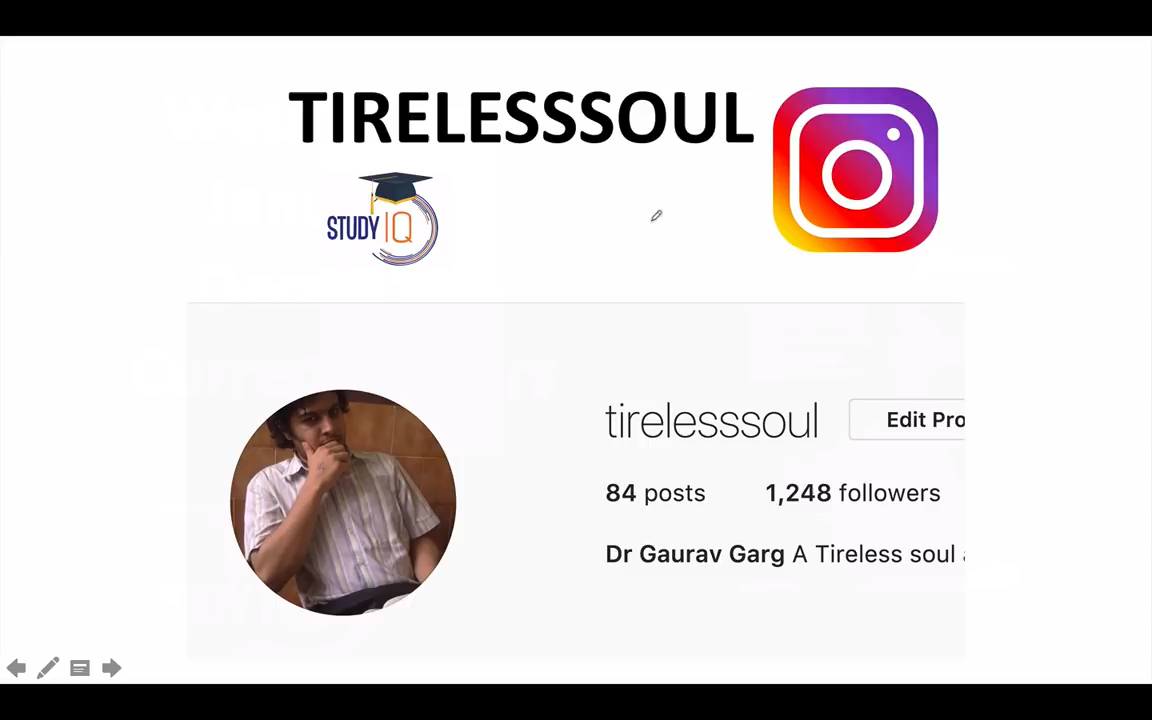 TIRELESSSOUL
STUDY IQ
tirelesssoul Edit Pro
84 posts 1,248 followers
Dr Gaurav Garg A Tireless soul